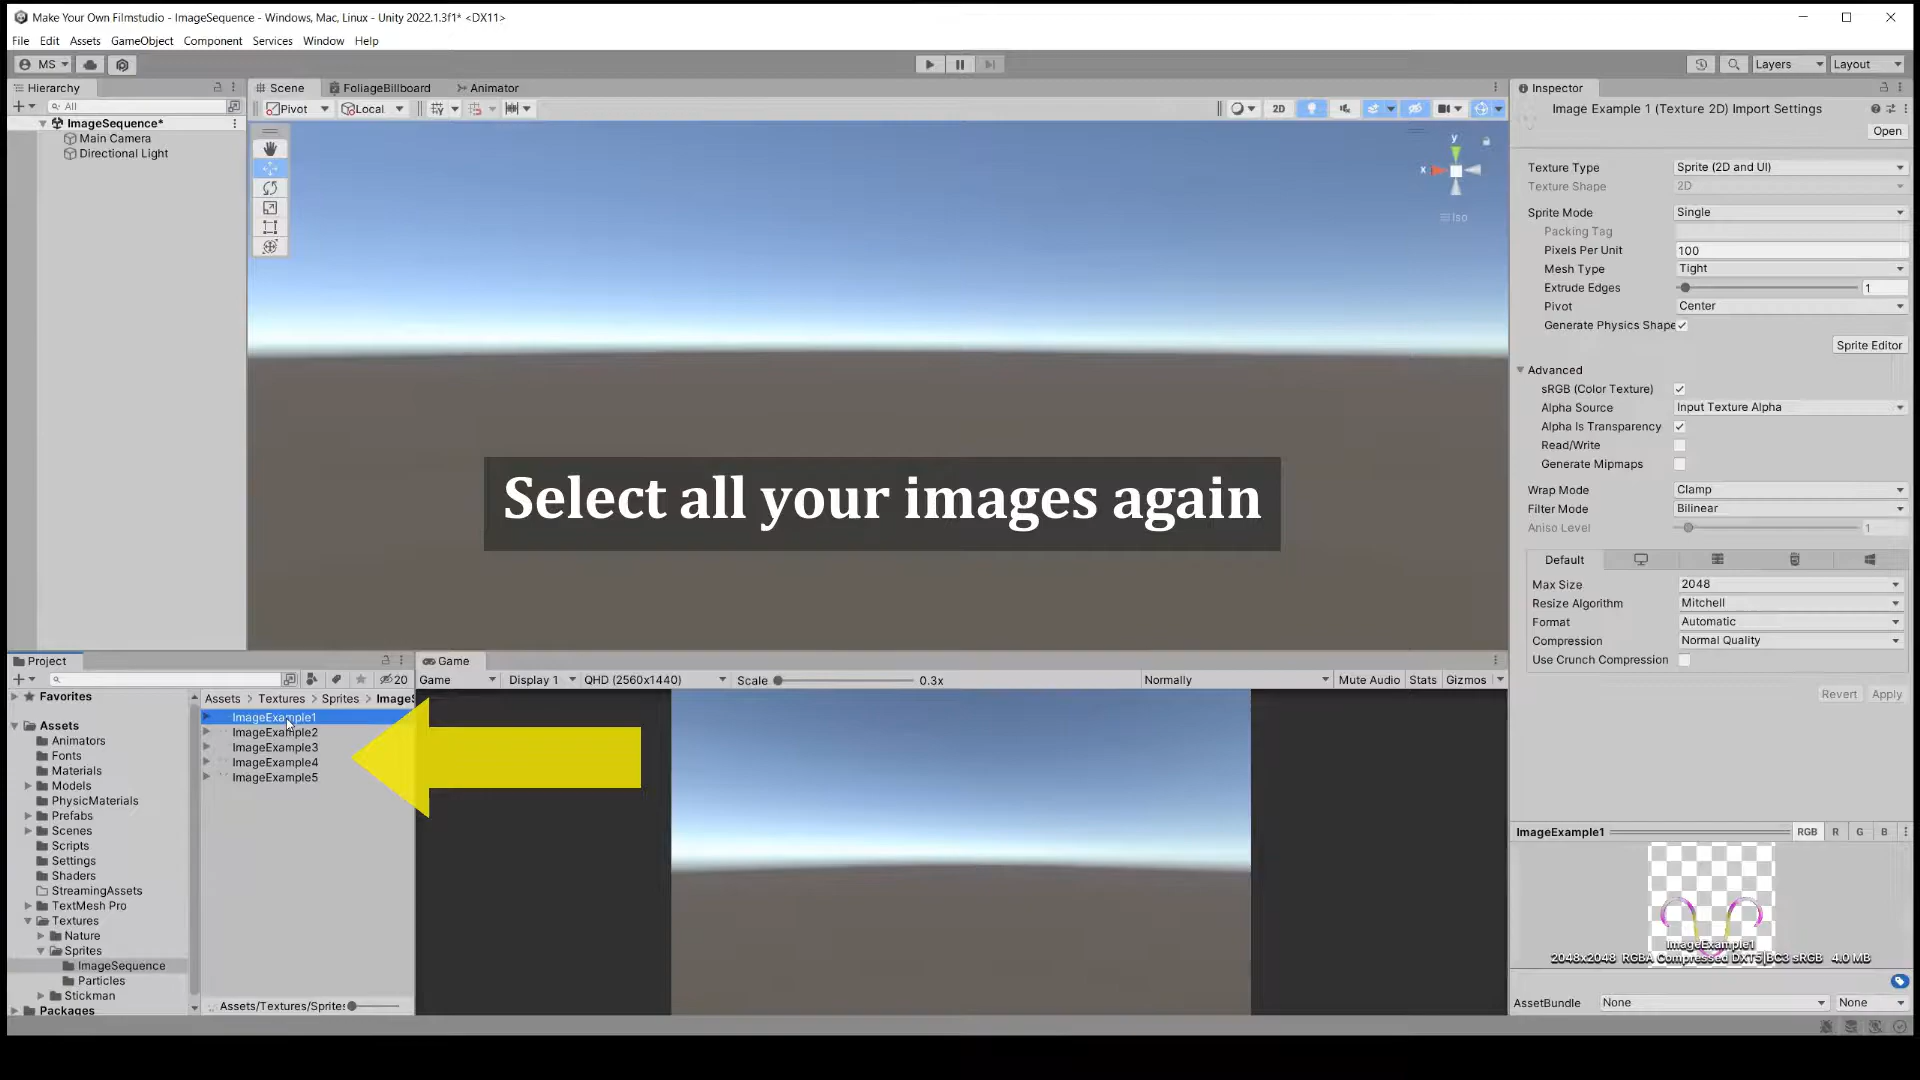 Make Your Own Filmstudio - ImageSequence - Windows, Mac, Linux - Unity 2022.1.3f1* <DX11>
File Edit Assets GameObject Component Services Window Help
MS
Layers Layout
Hierarchy
All
ImageSequence*
Main Camera
Directional Light
Scene FoliageBillboard Animator
Pivot Local 2D
y
x
Iso
Select all your images again
Inspector
Image Example 1 (Texture 2D) Import Settings
Open
Texture Type Sprite (2D and UI)
Texture Shape 2D
Sprite Mode Single
Packing Tag
Pixels Per Unit 100
Mesh Type Tight
Extrude Edges 1
Pivot Center
Generate Physics Shape
Sprite Editor
Advanced
sRGB (Color Texture)
Alpha Source Input Texture Alpha
Alpha Is Transparency
Read/Write
Generate Mipmaps
Wrap Mode Clamp
Filter Mode Bilinear
Aniso Level 1
Default
Max Size 2048
Resize Algorithm Mitchell
Format Automatic
Compression Normal Quality
Use Crunch Compression
Revert Apply
Project
20
Favorites
Assets
Animators
Fonts
Materials
Models
PhysicMaterials
Prefabs
Scenes
Scripts
Settings
Shaders
StreamingAssets
TextMesh Pro
Textures
Nature
Sprites
ImageSequence
Particles
Stickman
Packages
Assets > Textures > Sprites > ImageS
ImageExample1
ImageExample2
ImageExample3
ImageExample4
ImageExample5
Assets/Textures/Sprites
Game
Game Display 1 QHD (2560x1440) Scale 0.3x Normally Mute Audio Stats Gizmos
ImageExample1 RGB R G B
ImageExample1
2048x2048 RGBA Compressed DXT5|BC3 sRGB 4.0 MB
AssetBundle None None